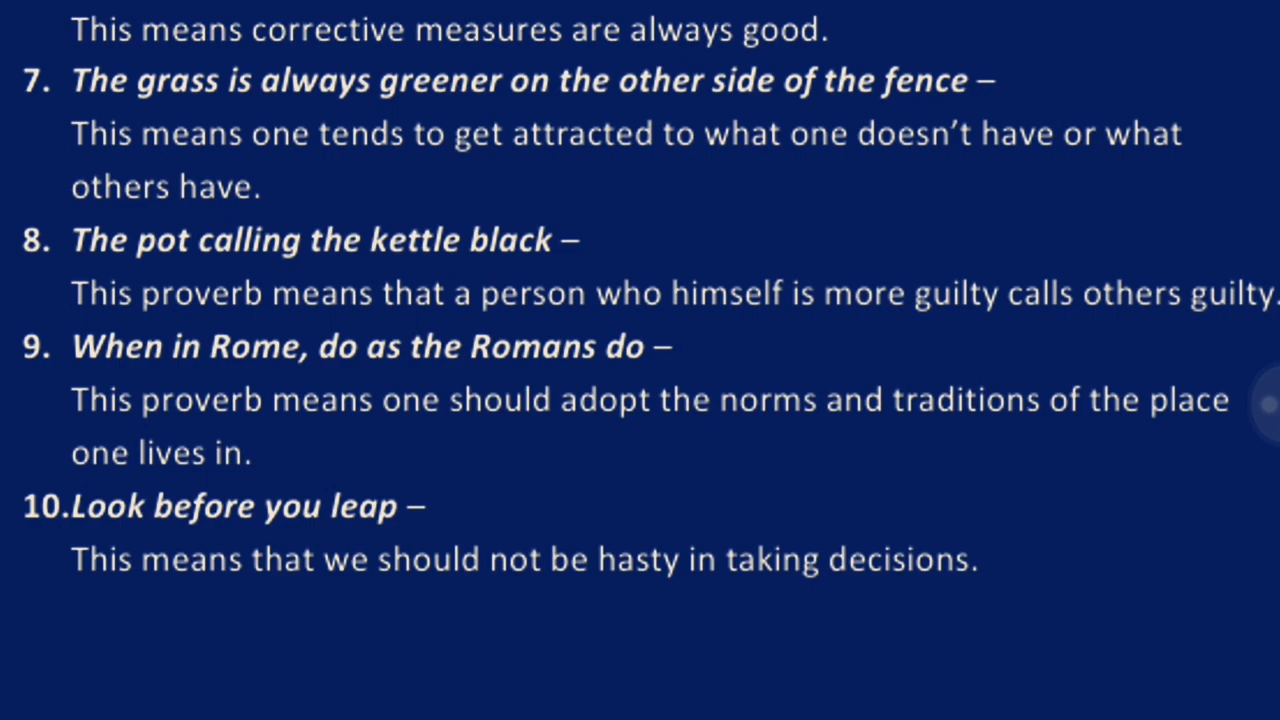 This means corrective measures are always good.
7. The grass is always greener on the other side of the fence –
This means one tends to get attracted to what one doesn’t have or what
others have.
8. The pot calling the kettle black –
This proverb means that a person who himself is more guilty calls others guilty.
9. When in Rome, do as the Romans do –
This proverb means one should adopt the norms and traditions of the place
one lives in.
10.Look before you leap –
This means that we should not be hasty in taking decisions.